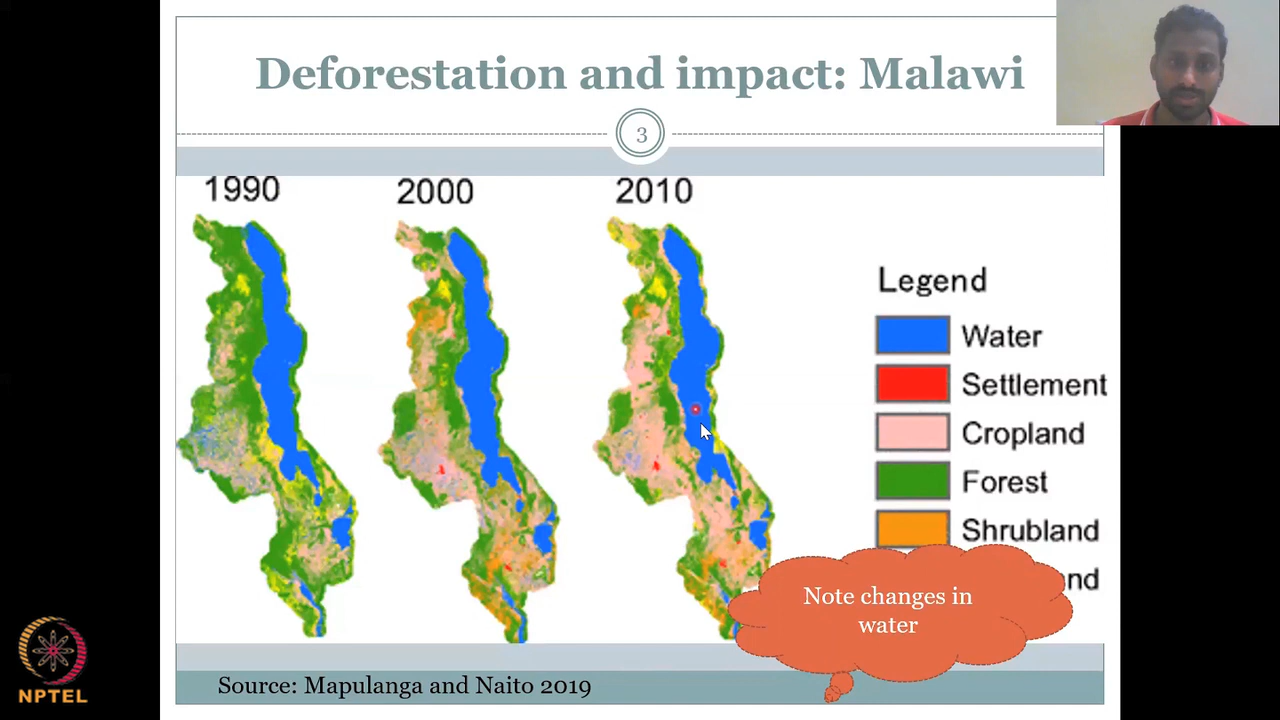 Deforestation and impact: Malawi
3
1990 2000 2010
Legend
Water
Settlement
Cropland
Forest
Shrubland
nd
Note changes in
water
Source: Mapulanga and Naito 2019
NPTEL